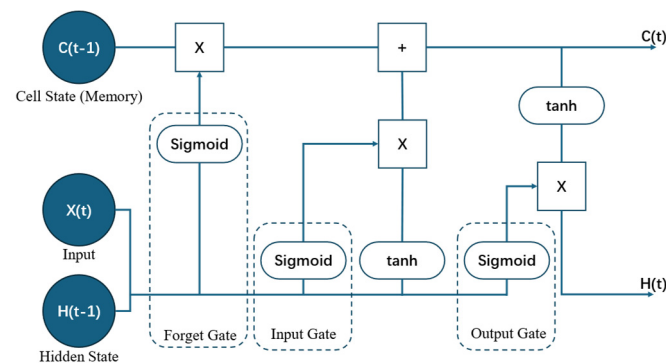 C(t-1)
X
+
C(t)
Cell State (Memory)
tanh
Sigmoid
X
X
X(t)
Input
Sigmoid
tanh
Sigmoid
H(t-1)
H(t)
Hidden State
Forget Gate
Input Gate
Output Gate